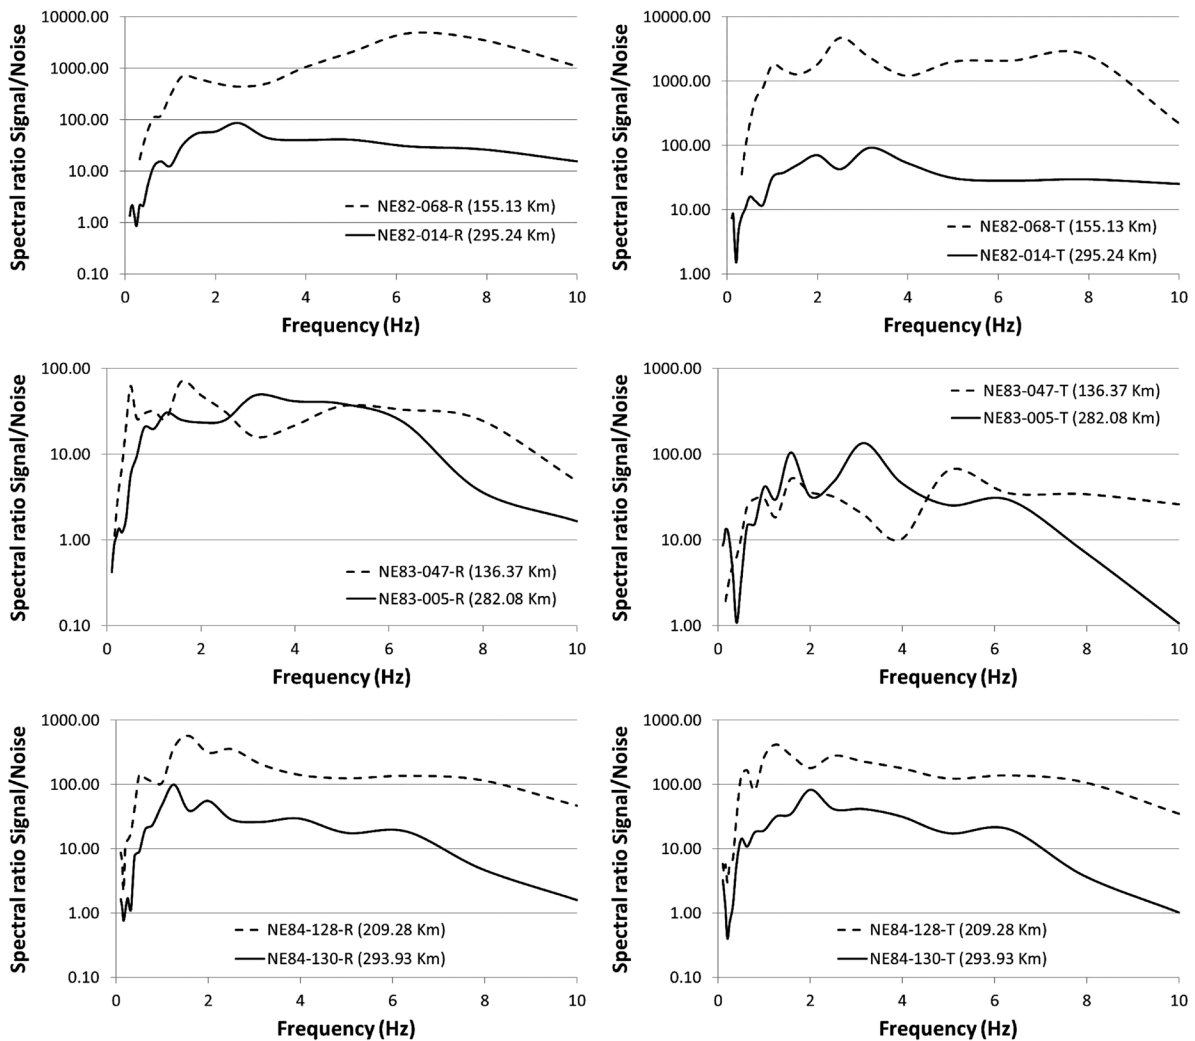 Spectral ratio Signal/Noise
10000.00
1000.00
100.00
10.00
1.00
0.10
NE82-068-R (155.13 Km)
NE82-014-R (295.24 Km)
0 2 4 6 8 10
Frequency (Hz)
Spectral ratio Signal/Noise
10000.00
1000.00
100.00
10.00
1.00
NE82-068-T (155.13 Km)
NE82-014-T (295.24 Km)
0 2 4 6 8 10
Frequency (Hz)
Spectral ratio Signal/Noise
100.00
10.00
1.00
0.10
NE83-047-R (136.37 Km)
NE83-005-R (282.08 Km)
0 2 4 6 8 10
Frequency (Hz)
Spectral ratio Signal/Noise
1000.00
100.00
10.00
1.00
NE83-047-T (136.37 Km)
NE83-005-T (282.08 Km)
0 2 4 6 8 10
Frequency (Hz)
Spectral ratio Signal/Noise
1000.00
100.00
10.00
1.00
0.10
NE84-128-R (209.28 Km)
NE84-130-R (293.93 Km)
0 2 4 6 8 10
Frequency (Hz)
Spectral ratio Signal/Noise
1000.00
100.00
10.00
1.00
0.10
NE84-128-T (209.28 Km)
NE84-130-T (293.93 Km)
0 2 4 6 8 10
Frequency (Hz)